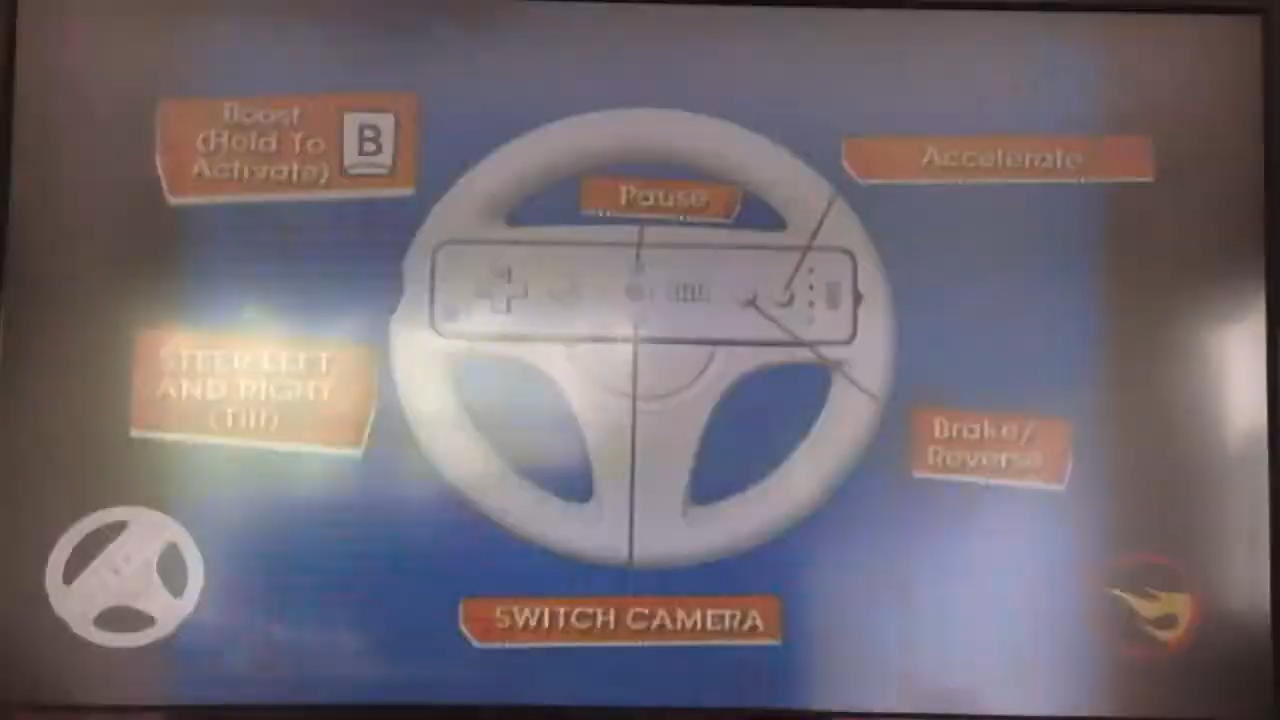 Boost
(Hold To
Activate)
B
Accelerate
Pause
STEER LEFT
AND RIGHT
(Tilt)
Brake/
Reverse
SWITCH CAMERA